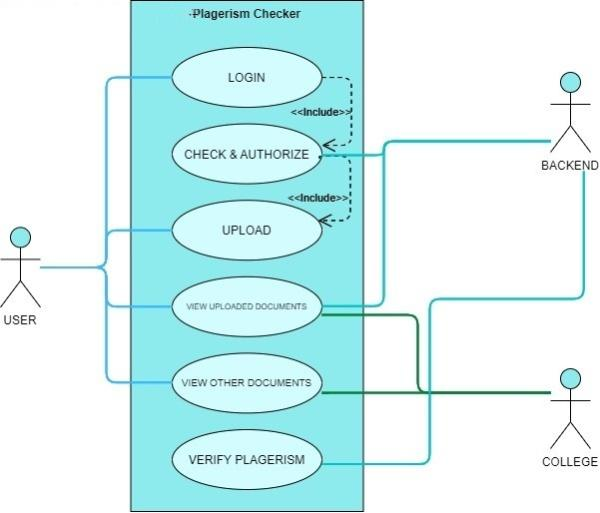 -Plagerism Checker
LOGIN
<<Include>>
CHECK & AUTHORIZE
BACKEND
<<Include>>
UPLOAD
VIEW UPLOADED DOCUMENTS
USER
VIEW OTHER DOCUMENTS
VERIFY PLAGERISM
COLLEGE